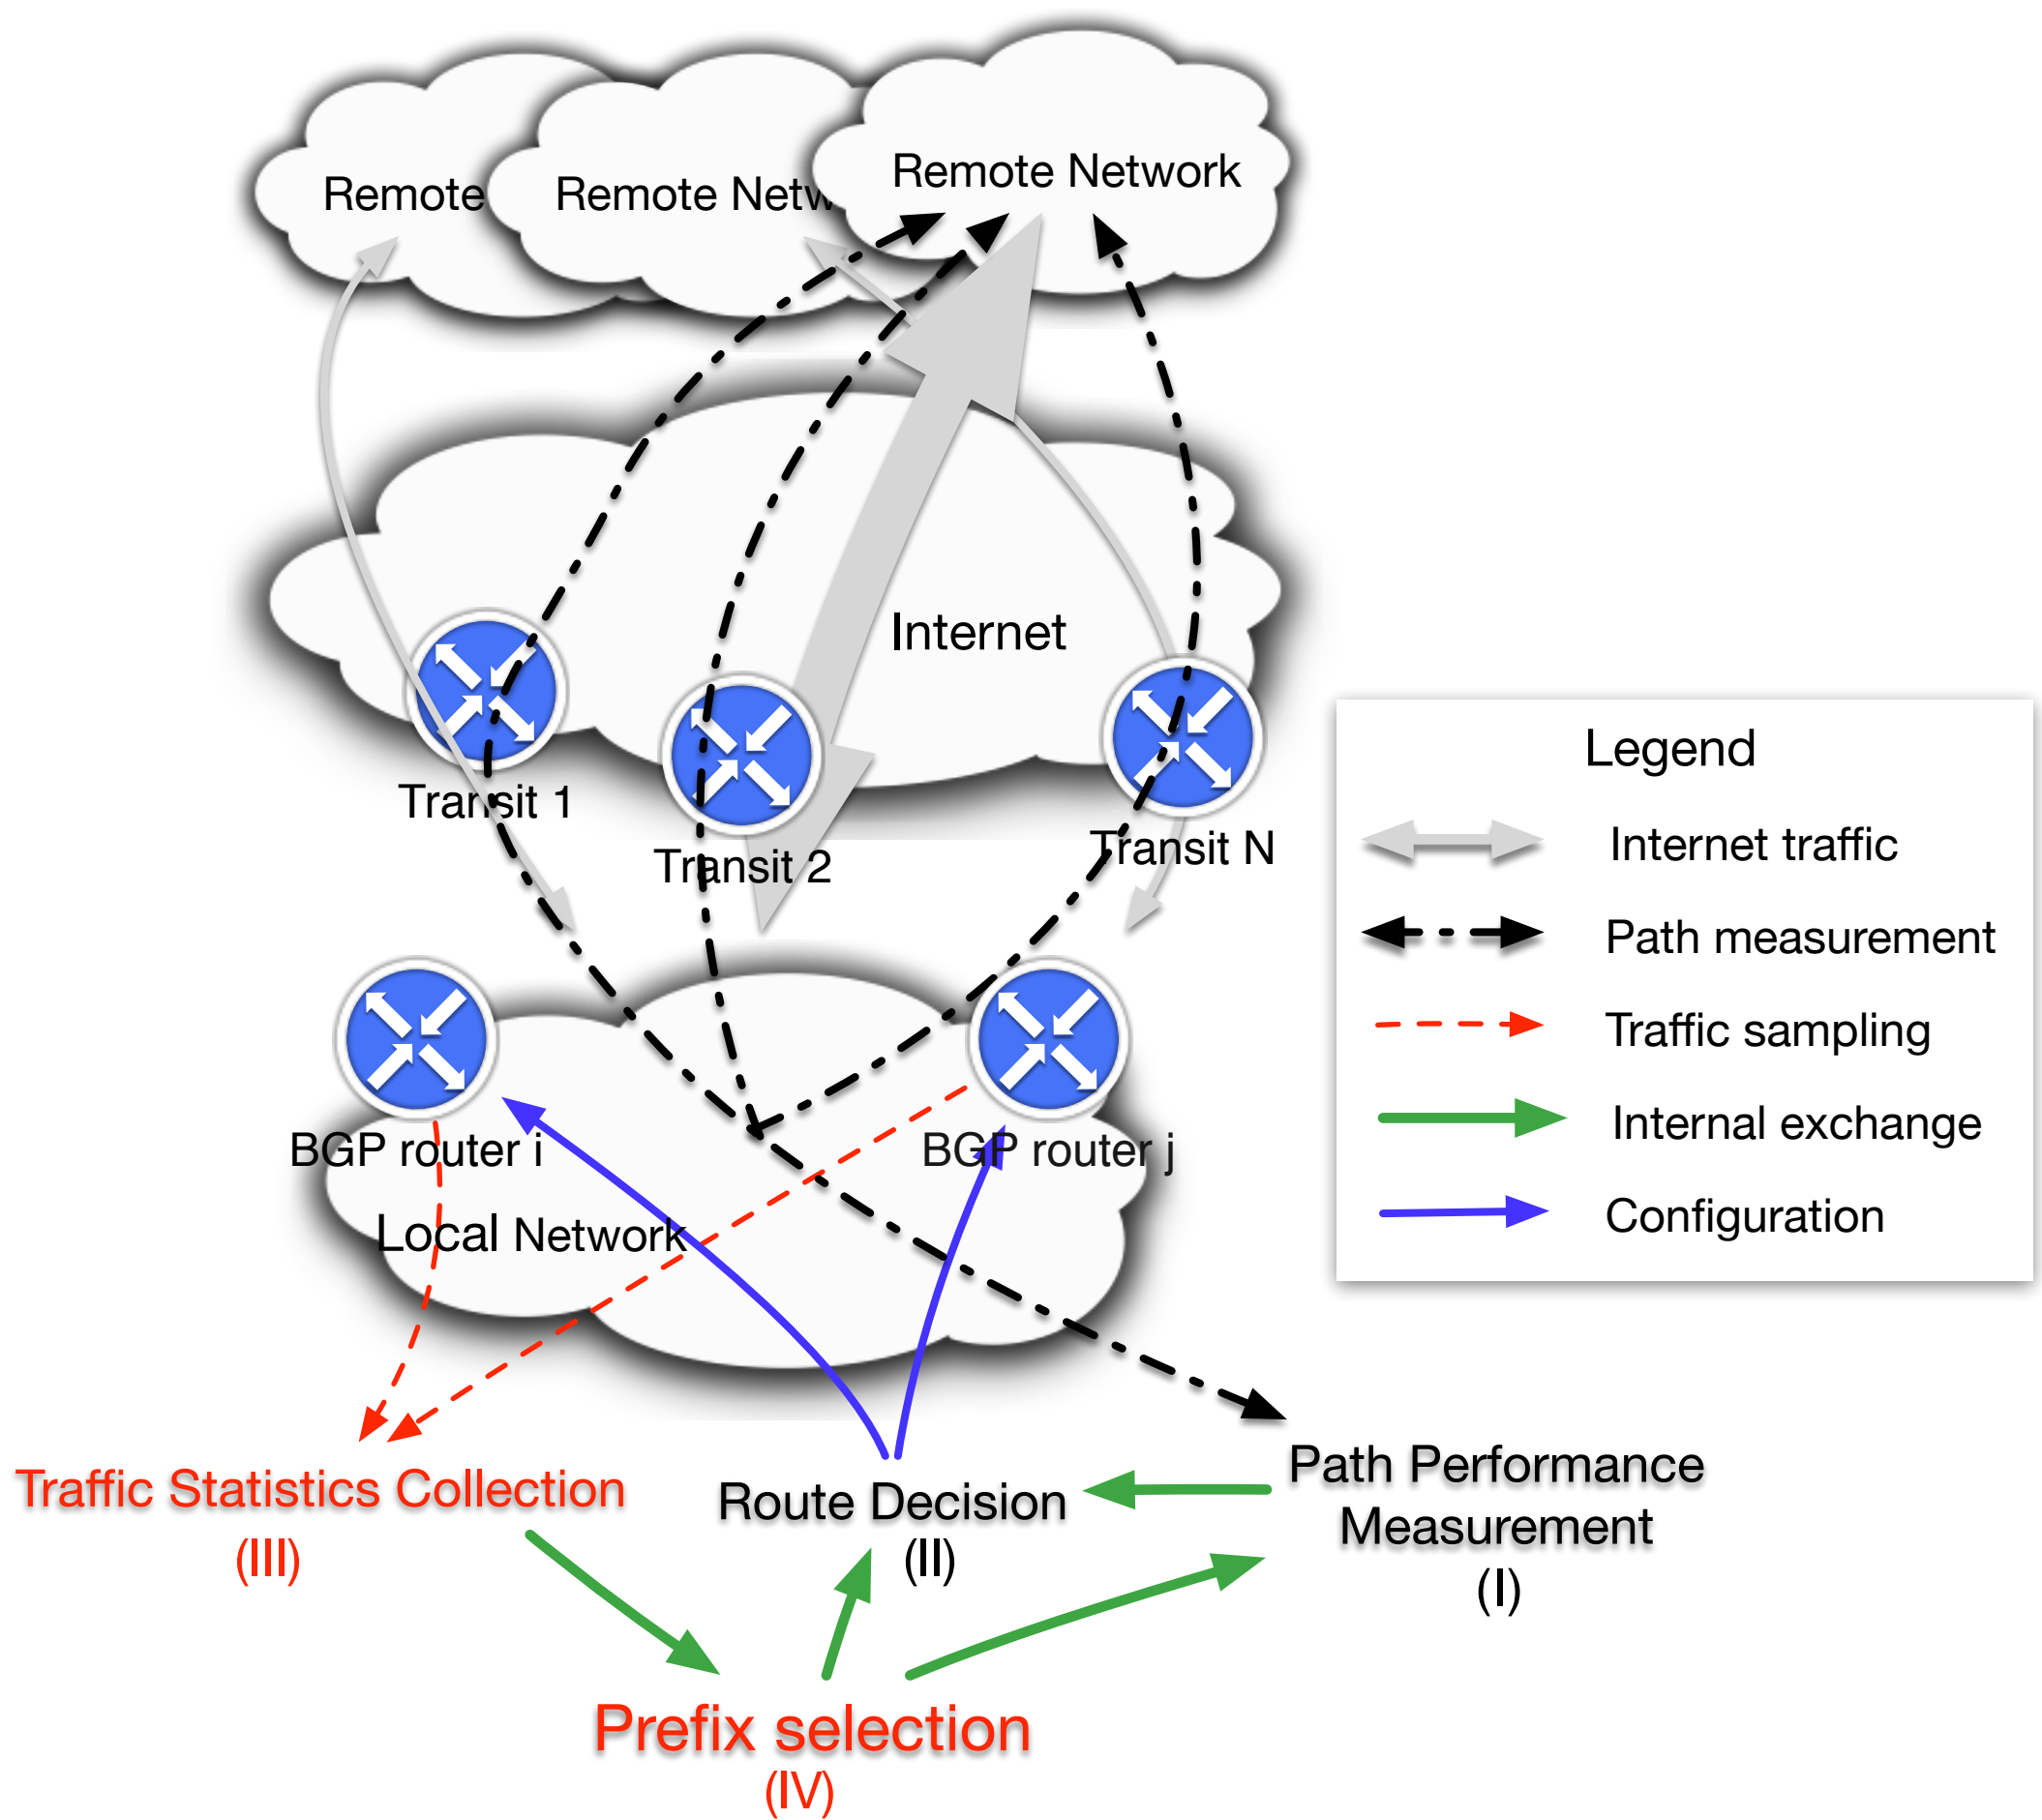 Remote
Remote Netw
Remote Network
Internet
Transit 1
Transit 2
Transit N
Legend
Internet traffic
Path measurement
Traffic sampling
Internal exchange
Configuration
BGP router i
BGP router j
Local Network
Traffic Statistics Collection
(III)
Route Decision
(II)
Path Performance
Measurement
(I)
Prefix selection
(IV)